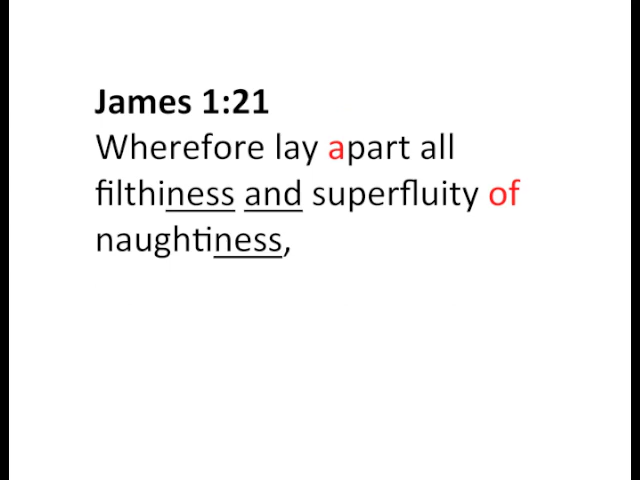 James 1:21
Wherefore lay apart all
filthiness and superfluity of
naughtiness,